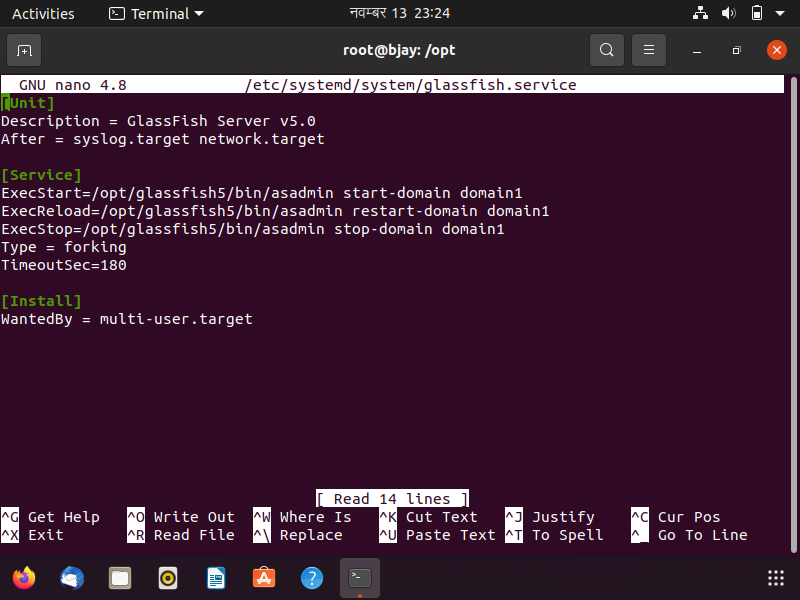 Activities Terminal नवम्बर 13 23:24
root@bjay: /opt
GNU nano 4.8 /etc/systemd/system/glassfish.service
[Unit]
Description = GlassFish Server v5.0
After = syslog.target network.target
[Service]
ExecStart=/opt/glassfish5/bin/asadmin start-domain domain1
ExecReload=/opt/glassfish5/bin/asadmin restart-domain domain1
ExecStop=/opt/glassfish5/bin/asadmin stop-domain domain1
Type = forking
TimeoutSec=180
[Install]
WantedBy = multi-user.target
[ Read 14 lines ]
^G Get Help ^O Write Out ^W Where Is ^K Cut Text ^J Justify ^C Cur Pos
^X Exit ^R Read File ^\ Replace ^U Paste Text ^T To Spell ^_ Go To Line